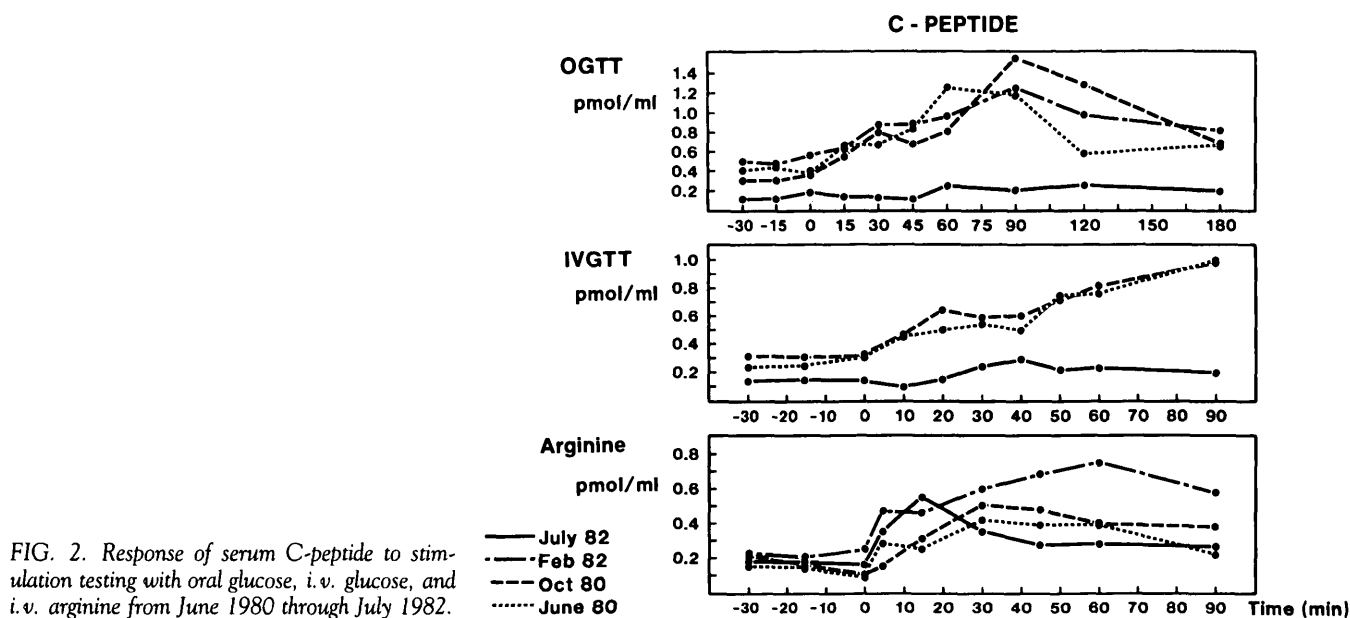 C - PEPTIDE
OGTT
pmol/ml
1.4
1.2
1.0
0.8
0.6
0.4
0.2
-30 -15 0 15 30 45 60 75 90 120 150 180
IVGTT
pmol/ml
1.0
0.8
0.6
0.4
0.2
-30 -20 -10 0 10 20 30 40 50 60 70 80 90
Arginine
pmol/ml
0.8
0.6
0.4
0.2
-30 -20 -10 0 10 20 30 40 50 60 70 80 90 Time (min)
July 82
Feb 82
Oct 80
June 80
FIG. 2. Response of serum C-peptide to stim-
ulation testing with oral glucose, i.v. glucose, and
i.v. arginine from June 1980 through July 1982.